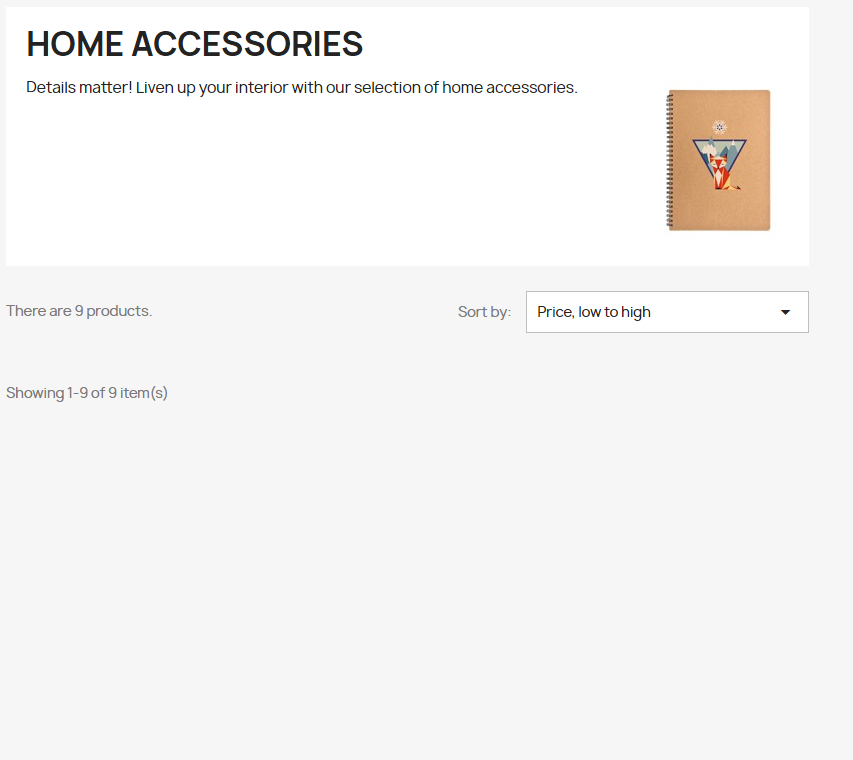 HOME ACCESSORIES
Details matter! Liven up your interior with our selection of home accessories.
There are 9 products.
Sort by:
Price, low to high
Showing 1-9 of 9 item(s)